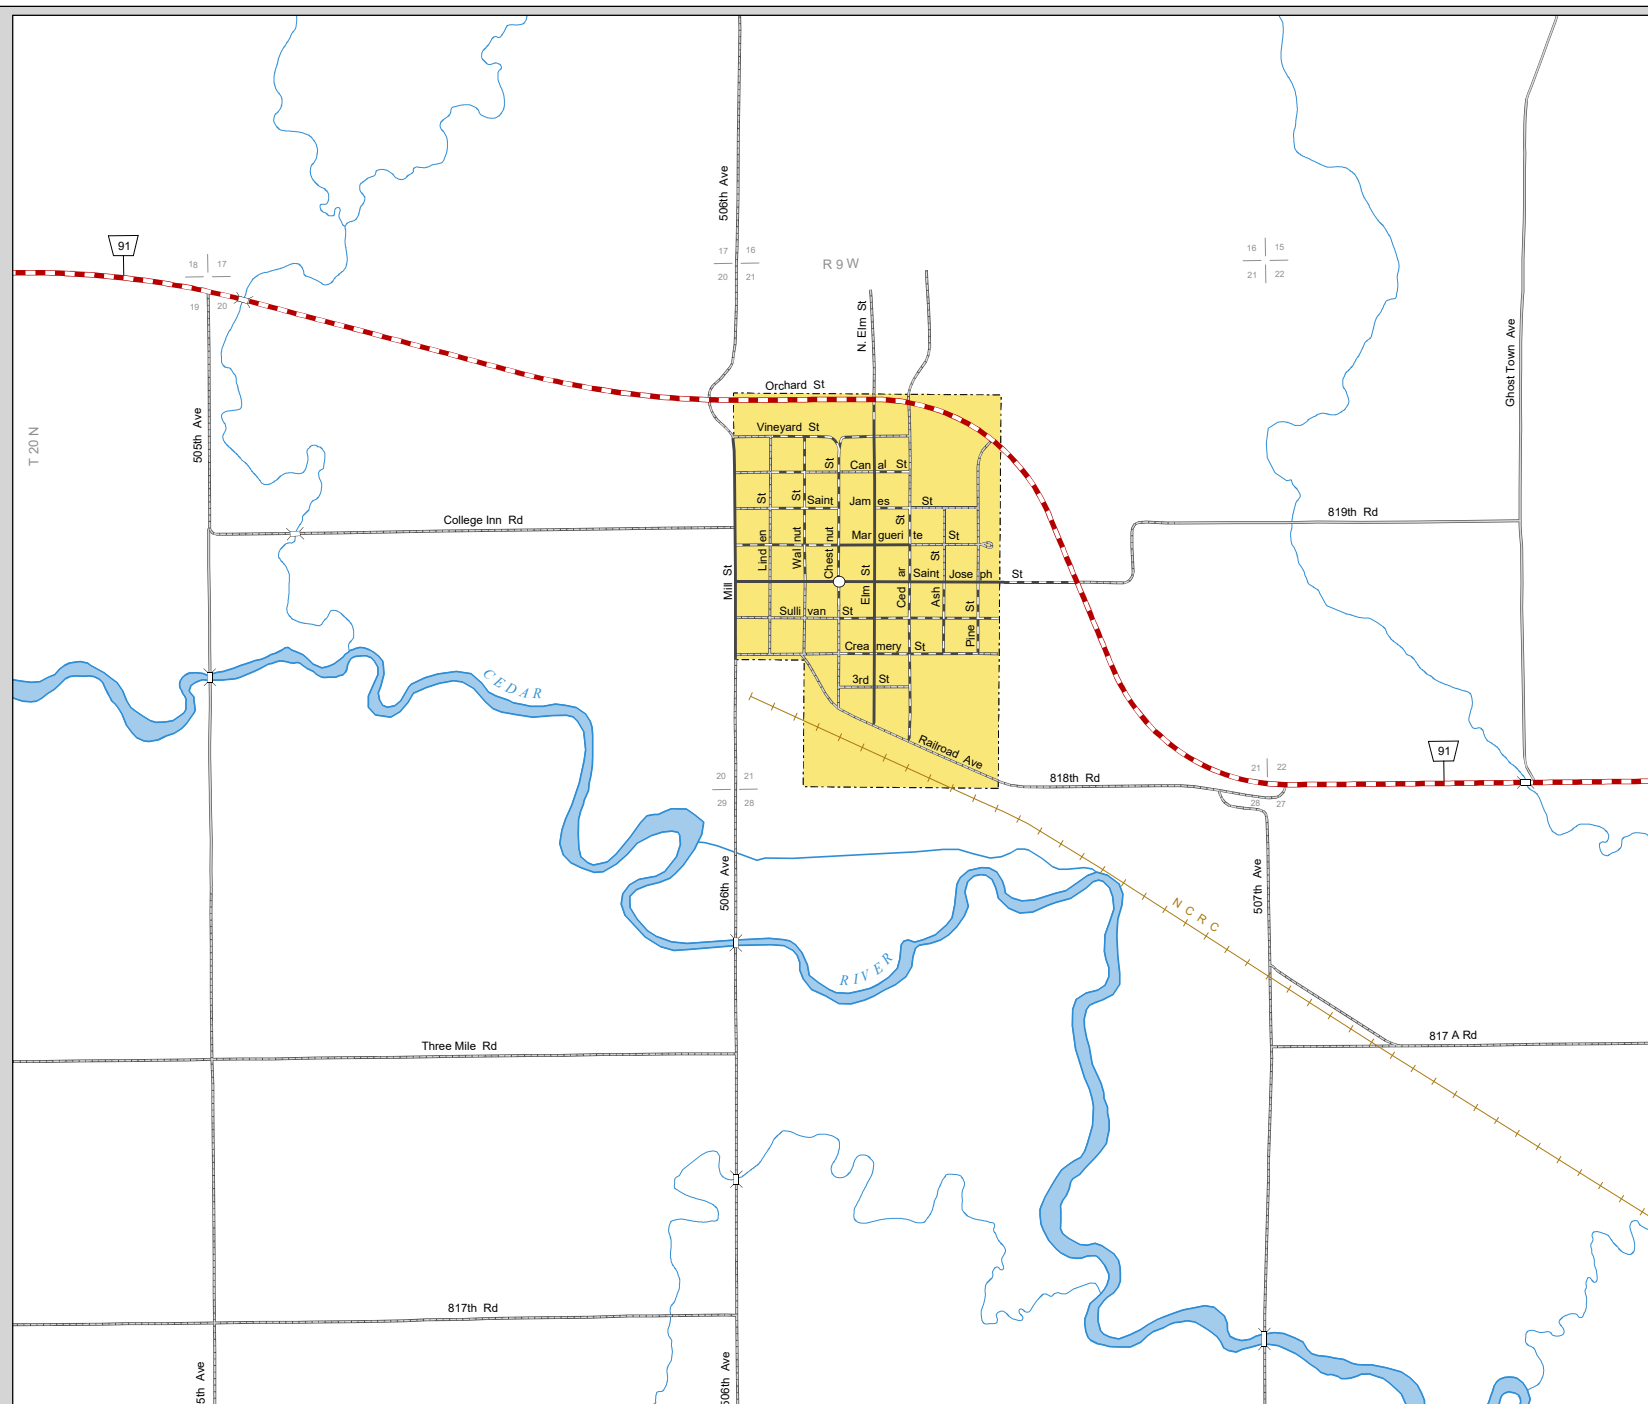 506th Ave
91
18 17
19 20
17 16
20 21
R 9 W
16 15
21 22
N. Elm St
Ghost Town Ave
Orchard St
T 20 N
505th Ave
Vineyard St
Canal St
Saint James St
Marguerite St
College Inn Rd
819th Rd
Saint Joseph St
Mill St
Linden St
Walnut St
Chestnut St
Elm St
Cedar St
Ash St
Pine St
Sullivan St
Creamery St
3rd St
CEDAR
Railroad Ave
91
818th Rd
20 21
29 28
21 22
28 27
506th Ave
507th Ave
NCRC
RIVER
Three Mile Rd
817 A Rd
817th Rd
5th Ave
06th Ave